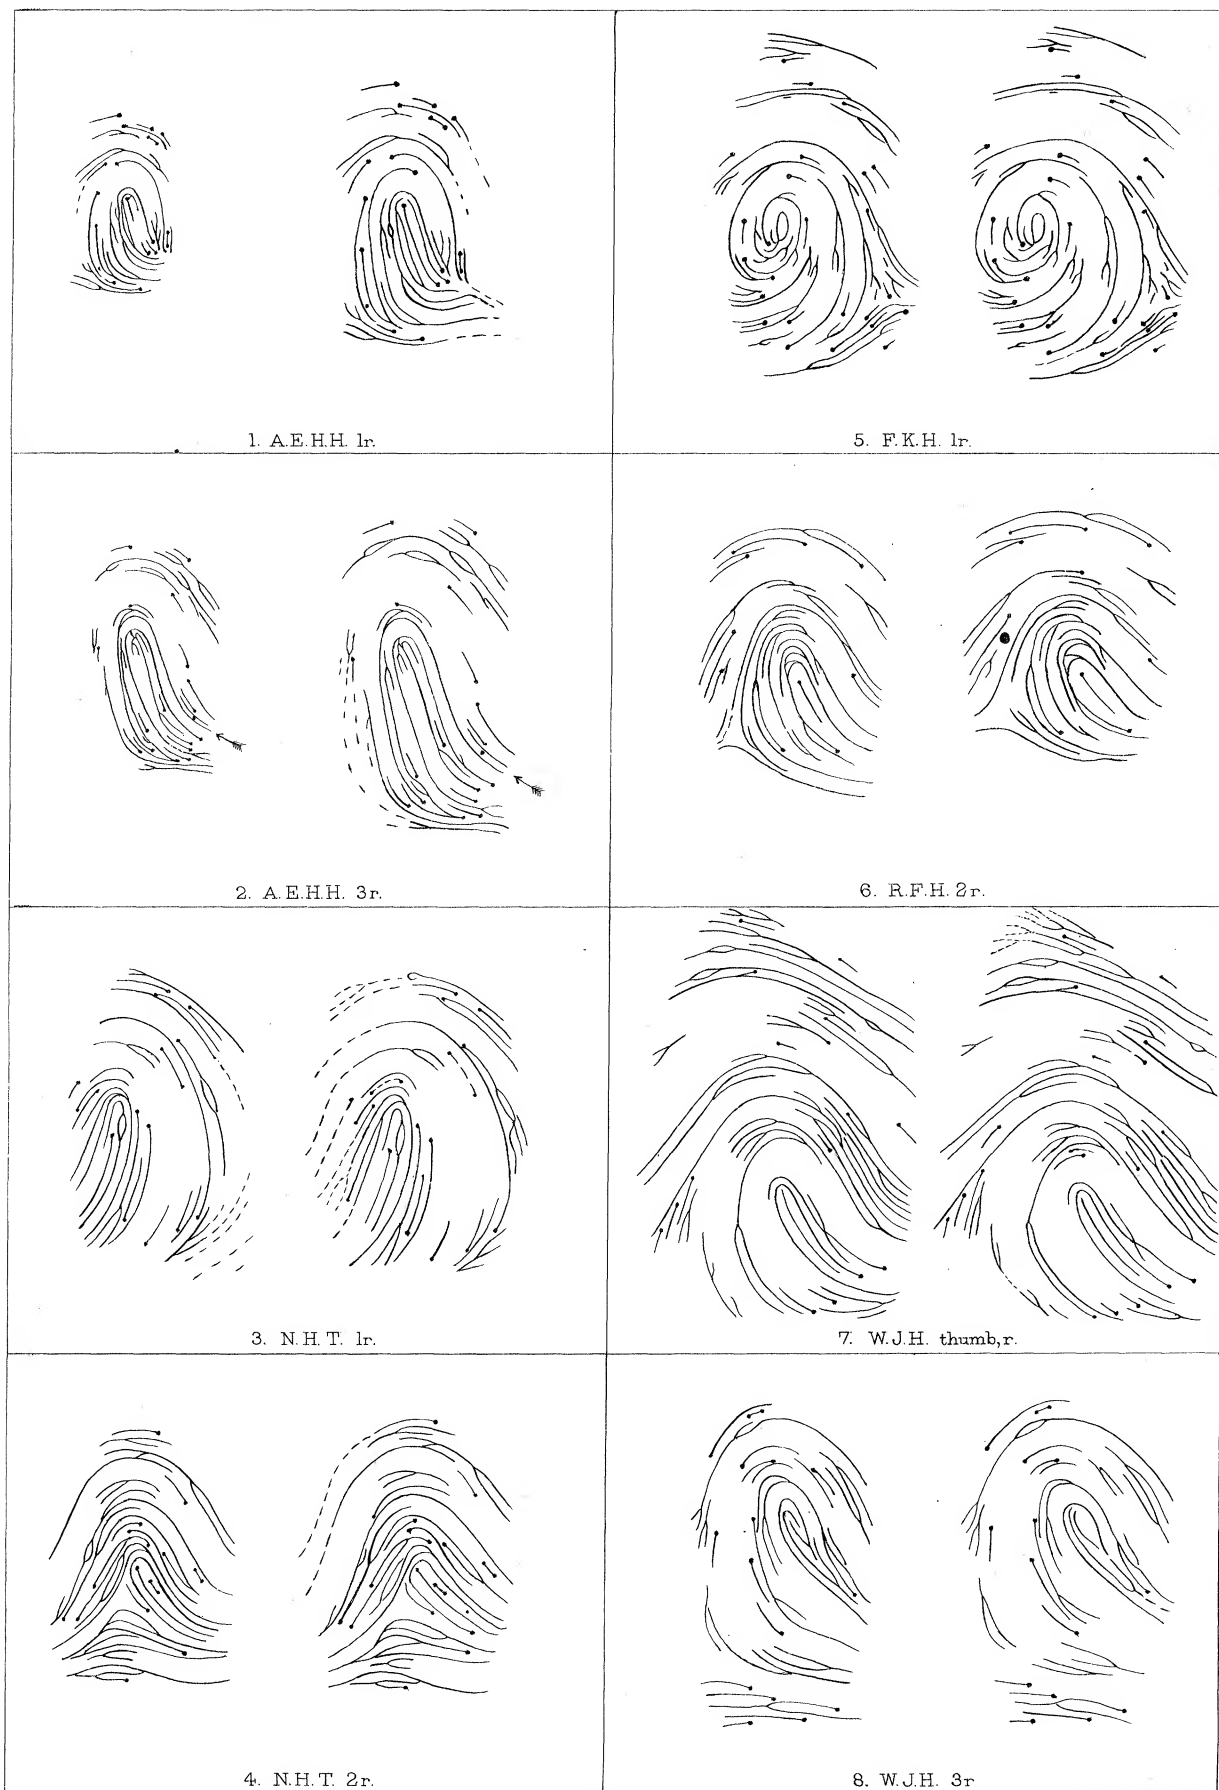 1. A.E.H.H. 1r.
2. A.E.H.H. 3r.
3. N.H.T. 1r.
4. N.H.T. 2r.
5. F.K.H. 1r.
6. R.F.H. 2r.
7. W.J.H. thumb, r.
8. W.J.H. 3r